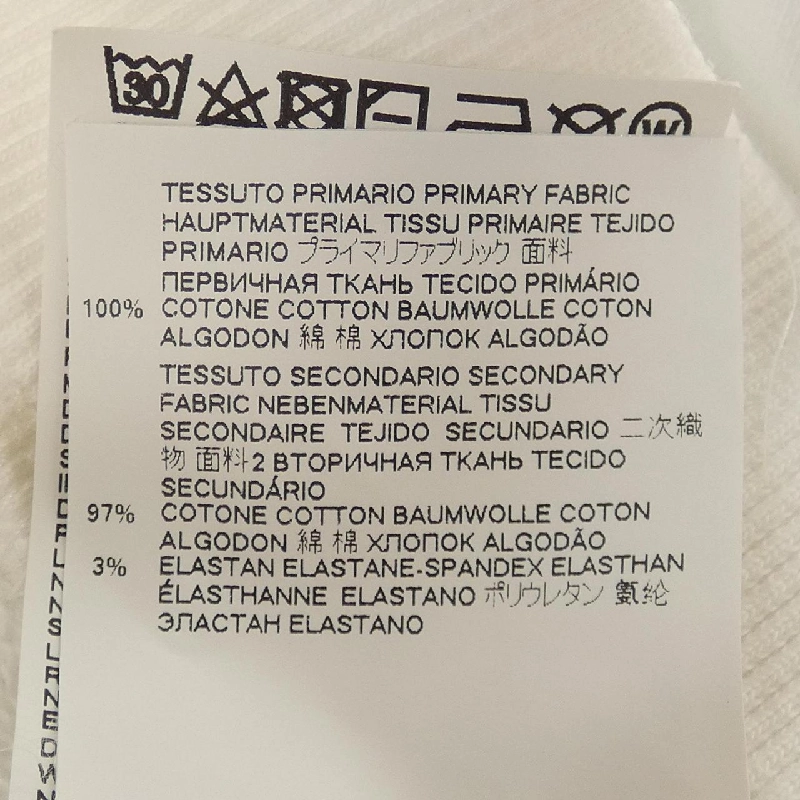 30
W
TESSUTO PRIMARIO PRIMARY FABRIC
HAUPTMATERIAL TISSU PRIMAIRE TEJIDO
PRIMARIO プライマリファブリック 面料
ПЕРВИЧНАЯ ТКАНЬ TECIDO PRIMÁRIO
100% COTONE COTTON BAUMWOLLE COTON
ALGODON 綿 棉 ХЛОПОК ALGODÃO
TESSUTO SECONDARIO SECONDARY
FABRIC NEBENMATERIAL TISSU
SECONDAIRE TEJIDO SECUNDARIO 二次織
物 面料2 ВТОРИЧНАЯ ТКАНЬ TECIDO
SECUNDÁRIO
97% COTONE COTTON BAUMWOLLE COTON
ALGODON 綿 棉 ХЛОПОК ALGODÃO
3% ELASTAN ELASTANE-SPANDEX ELASTHAN
ÉLASTHANNE ELASTANO ポリウレタン 氨纶
ЭЛАСТАН ELASTANO